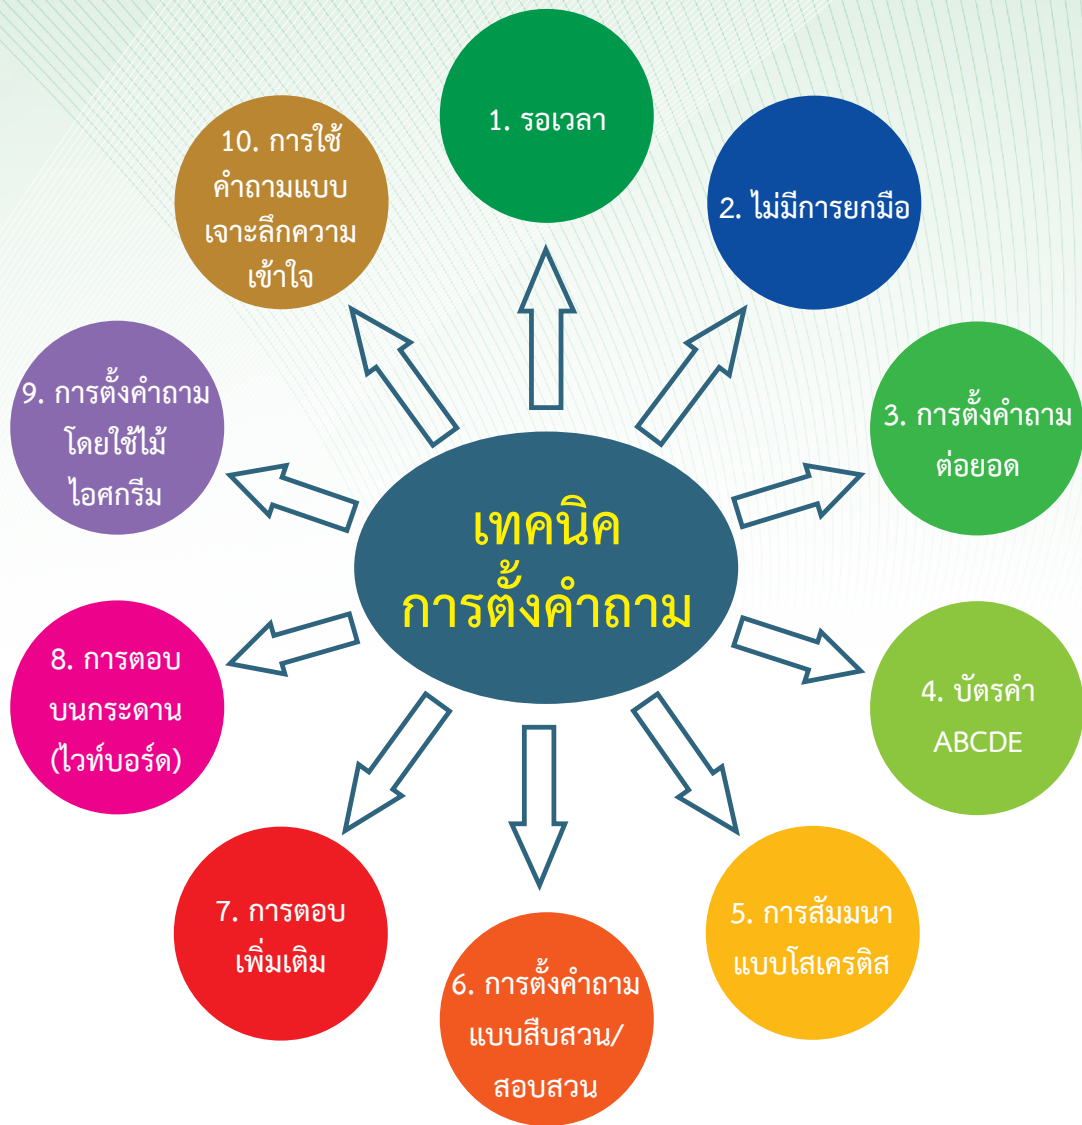 เทคนิค
การตั้งคำถาม
1. รอเวลา
2. ไม่มีการยกมือ
3. การตั้งคำถาม
ต่อยอด
4. บัตรคำ
ABCDE
5. การสัมมนา
แบบโสเครติส
6. การตั้งคำถาม
แบบสืบสวน/
สอบสวน
7. การตอบ
เพิ่มเติม
8. การตอบ
บนกระดาน
(ไวท์บอร์ด)
9. การตั้งคำถาม
โดยใช้ไม้
ไอศกรีม
10. การใช้
คำถามแบบ
เจาะลึกความ
เข้าใจ